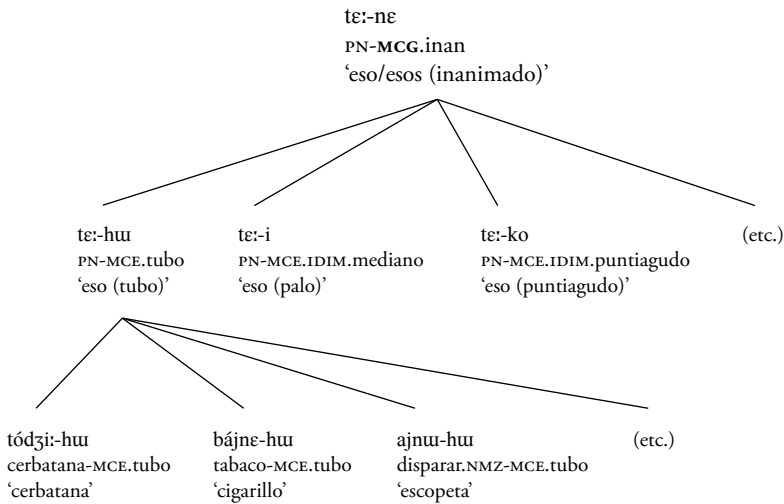 tɛː-nɛ
PN-MCG.inan
‘eso/esos (inanimado)’
tɛː-hɯ tɛː-i tɛː-ko (etc.)
PN-MCE.tubo PN-MCE.IDIM.mediano PN-MCE.IDIM.puntiagudo
‘eso (tubo)’ ‘eso (palo)’ ‘eso (puntiagudo)’
tódʒiː-hɯ bájnɛ-hɯ ajnɯ-hɯ (etc.)
cerbatana-MCE.tubo tabaco-MCE.tubo disparar.NMZ-MCE.tubo
‘cerbatana’ ‘cigarillo’ ‘escopeta’